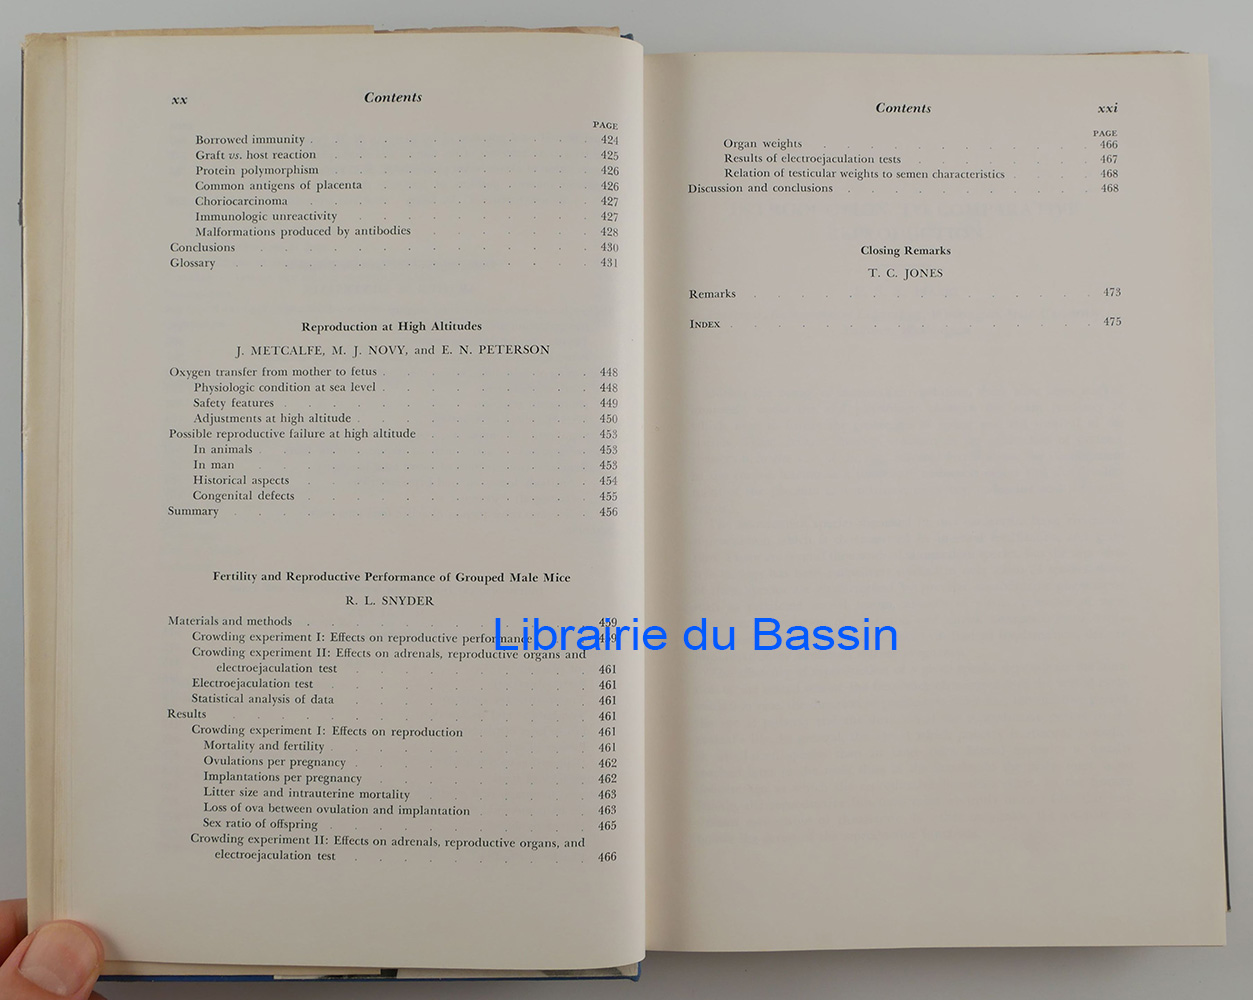 xx Contents
PAGE
Borrowed immunity . . . . . . . . . . . . 424
Graft vs. host reaction . . . . . . . . . . . 425
Protein polymorphism . . . . . . . . . . . 426
Common antigens of placenta . . . . . . . . . . 426
Choriocarcinoma . . . . . . . . . . . . 427
Immunologic unreactivity . . . . . . . . . . . 427
Malformations produced by antibodies . . . . . . . . 428
Conclusions . . . . . . . . . . . . . . 430
Glossary . . . . . . . . . . . . . . . 431
Reproduction at High Altitudes
J. METCALFE, M. J. NOVY, and E. N. PETERSON
Oxygen transfer from mother to fetus . . . . . . . . . 448
Physiologic condition at sea level . . . . . . . . . 448
Safety features . . . . . . . . . . . . . 449
Adjustments at high altitude . . . . . . . . . . 450
Possible reproductive failure at high altitude . . . . . . . 453
In animals . . . . . . . . . . . . . . 453
In man . . . . . . . . . . . . . . 453
Historical aspects . . . . . . . . . . . . 454
Congenital defects . . . . . . . . . . . . 455
Summary . . . . . . . . . . . . . . . 456
Fertility and Reproductive Performance of Grouped Male Mice
R. L. SNYDER
Materials and methods . . . . . . . . . . . . 459
Crowding experiment I: Effects on reproductive performance . . 459
Crowding experiment II: Effects on adrenals, reproductive organs and
electroejaculation test . . . . . . . . . . 461
Electroejaculation test . . . . . . . . . . . 461
Statistical analysis of data . . . . . . . . . . 461
Results . . . . . . . . . . . . . . . 461
Crowding experiment I: Effects on reproduction . . . . . 461
Mortality and fertility . . . . . . . . . . . 461
Ovulations per pregnancy . . . . . . . . . . 462
Implantations per pregnancy . . . . . . . . . 462
Litter size and intrauterine mortality . . . . . . . 463
Loss of ova between ovulation and implantation . . . . . 463
Sex ratio of offspring . . . . . . . . . . . 465
Crowding experiment II: Effects on adrenals, reproductive organs, and
electroejaculation test . . . . . . . . . . 466
Contents xxi
PAGE
Organ weights . . . . . . . . . . . . 466
Results of electroejaculation tests . . . . . . . . 467
Relation of testicular weights to semen characteristics . . . . 468
Discussion and conclusions . . . . . . . . . . 468
Closing Remarks
T. C. JONES
Remarks . . . . . . . . . . . . . . 473
INDEX . . . . . . . . . . . . . . . 475
Librairie du Bassin